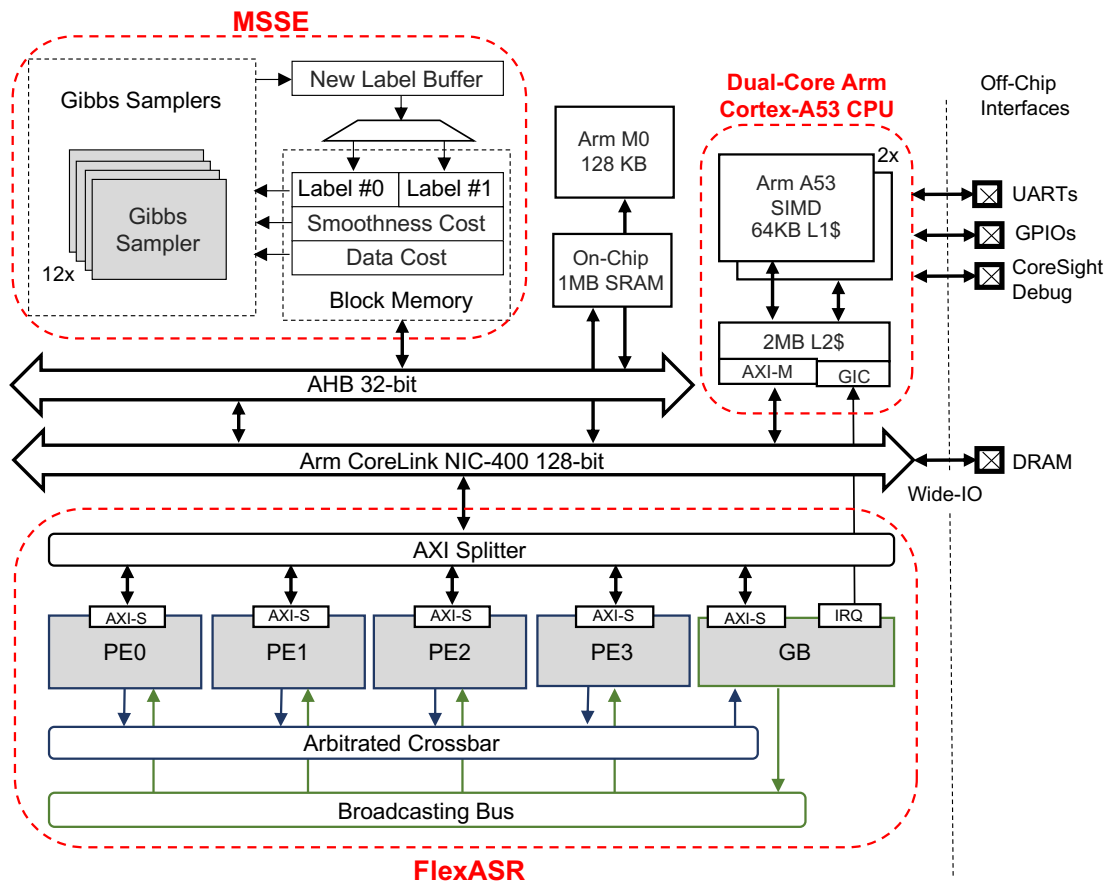 MSSE
Gibbs Samplers
New Label Buffer
Label #0
Label #1
Smoothness Cost
Data Cost
Block Memory
Gibbs
Sampler
12x
Arm M0
128 KB
On-Chip
1MB SRAM
Dual-Core Arm
Cortex-A53 CPU
2x
Arm A53
SIMD
64KB L1$
2MB L2$
AXI-M
GIC
Off-Chip
Interfaces
UARTs
GPIOs
CoreSight
Debug
AHB 32-bit
Arm CoreLink NIC-400 128-bit
DRAM
Wide-IO
AXI Splitter
AXI-S
AXI-S
AXI-S
AXI-S
AXI-S
IRQ
PE0
PE1
PE2
PE3
GB
Arbitrated Crossbar
Broadcasting Bus
FlexASR